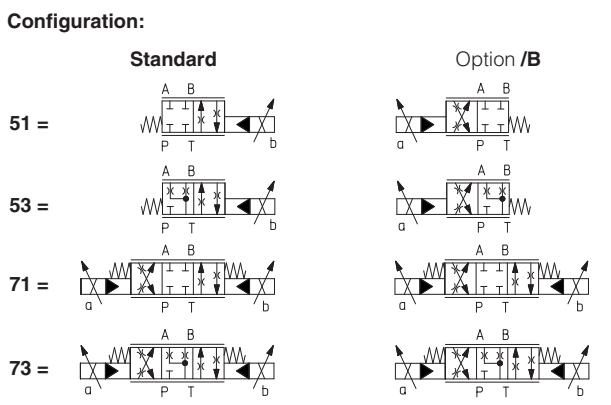 Configuration:
Standard
Option /B
A B
A B
51 =
P T
b
a
P T
A B
A B
53 =
P T
b
a
P T
A B
A B
71 =
a
P T
b
a
P T
b
A B
A B
73 =
a
P T
b
a
P T
b